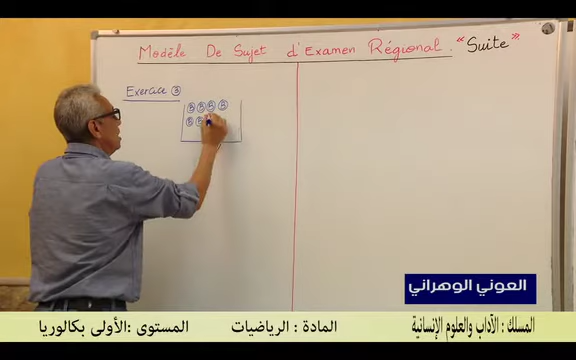 Modèle De Sujet d'Examen Régional. "Suite"
Exercice ③
B B B B
B B
العوني الوهراني
المسلك : الآداب والعلوم الإنسانية
المادة : الرياضيات
المستوى :الأولى بكالوريا